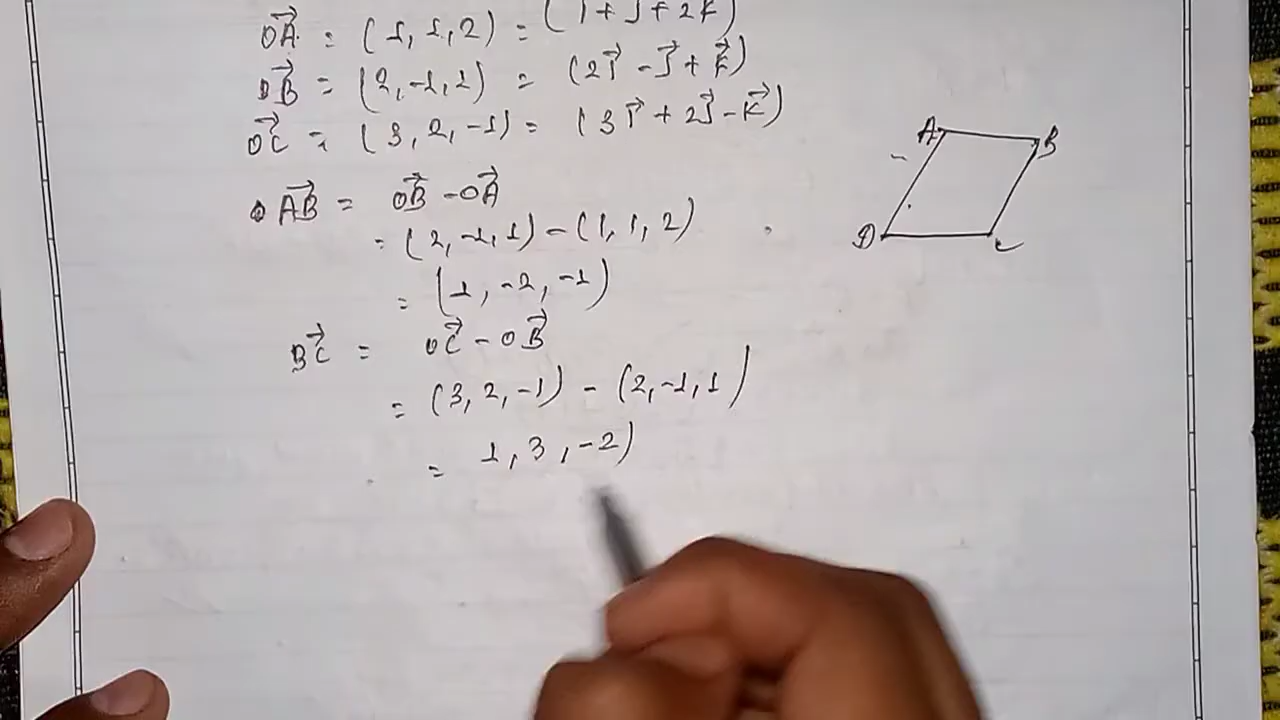 OA⃗ = (1, 1, 2) = (i + j + 2k)
OB⃗ = (2, -1, 1) = (2i⃗ - j⃗ + k⃗)
OC⃗ = (3, 2, -1) = (3i⃗ + 2j⃗ - k⃗)
AB⃗ = OB⃗ - OA⃗
= (2, -1, 1) - (1, 1, 2)
= (1, -2, -1)
BC⃗ = OC⃗ - OB⃗
= (3, 2, -1) - (2, -1, 1)
= 1, 3, -2)
A B
D C